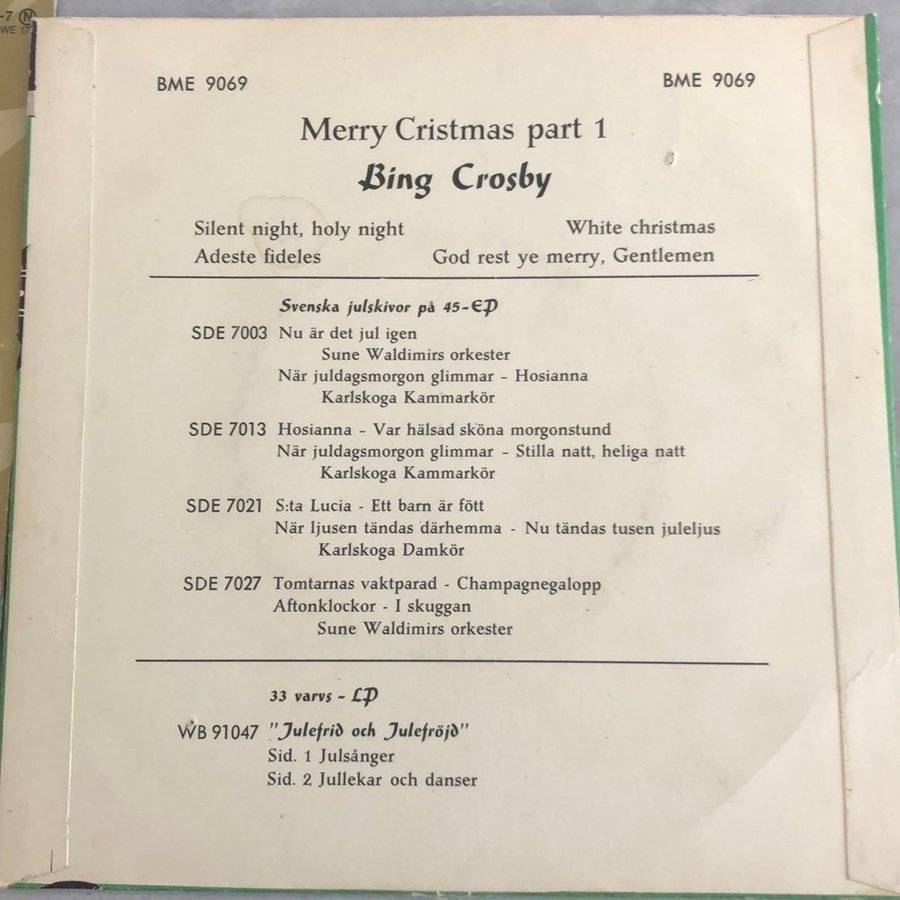 -7 N
BME 9069 BME 9069
Merry Cristmas part 1
Bing Crosby
Silent night, holy night White christmas
Adeste fideles God rest ye merry, Gentlemen
Svenska julskivor på 45-EP
SDE 7003 Nu är det jul igen
Sune Waldimirs orkester
När juldagsmorgon glimmar - Hosianna
Karlskoga Kammarkör
SDE 7013 Hosianna - Var hälsad sköna morgonstund
När juldagsmorgon glimmar - Stilla natt, heliga natt
Karlskoga Kammarkör
SDE 7021 S:ta Lucia - Ett barn är fött
När ljusen tändas därhemma - Nu tändas tusen juleljus
Karlskoga Damkör
SDE 7027 Tomtarnas vaktparad - Champagnegalopp
Aftonklockor - I skuggan
Sune Waldimirs orkester
33 varvs - LP
WB 91047 "Julefrid och Julefröjd"
Sid. 1 Julsånger
Sid. 2 Jullekar och danser